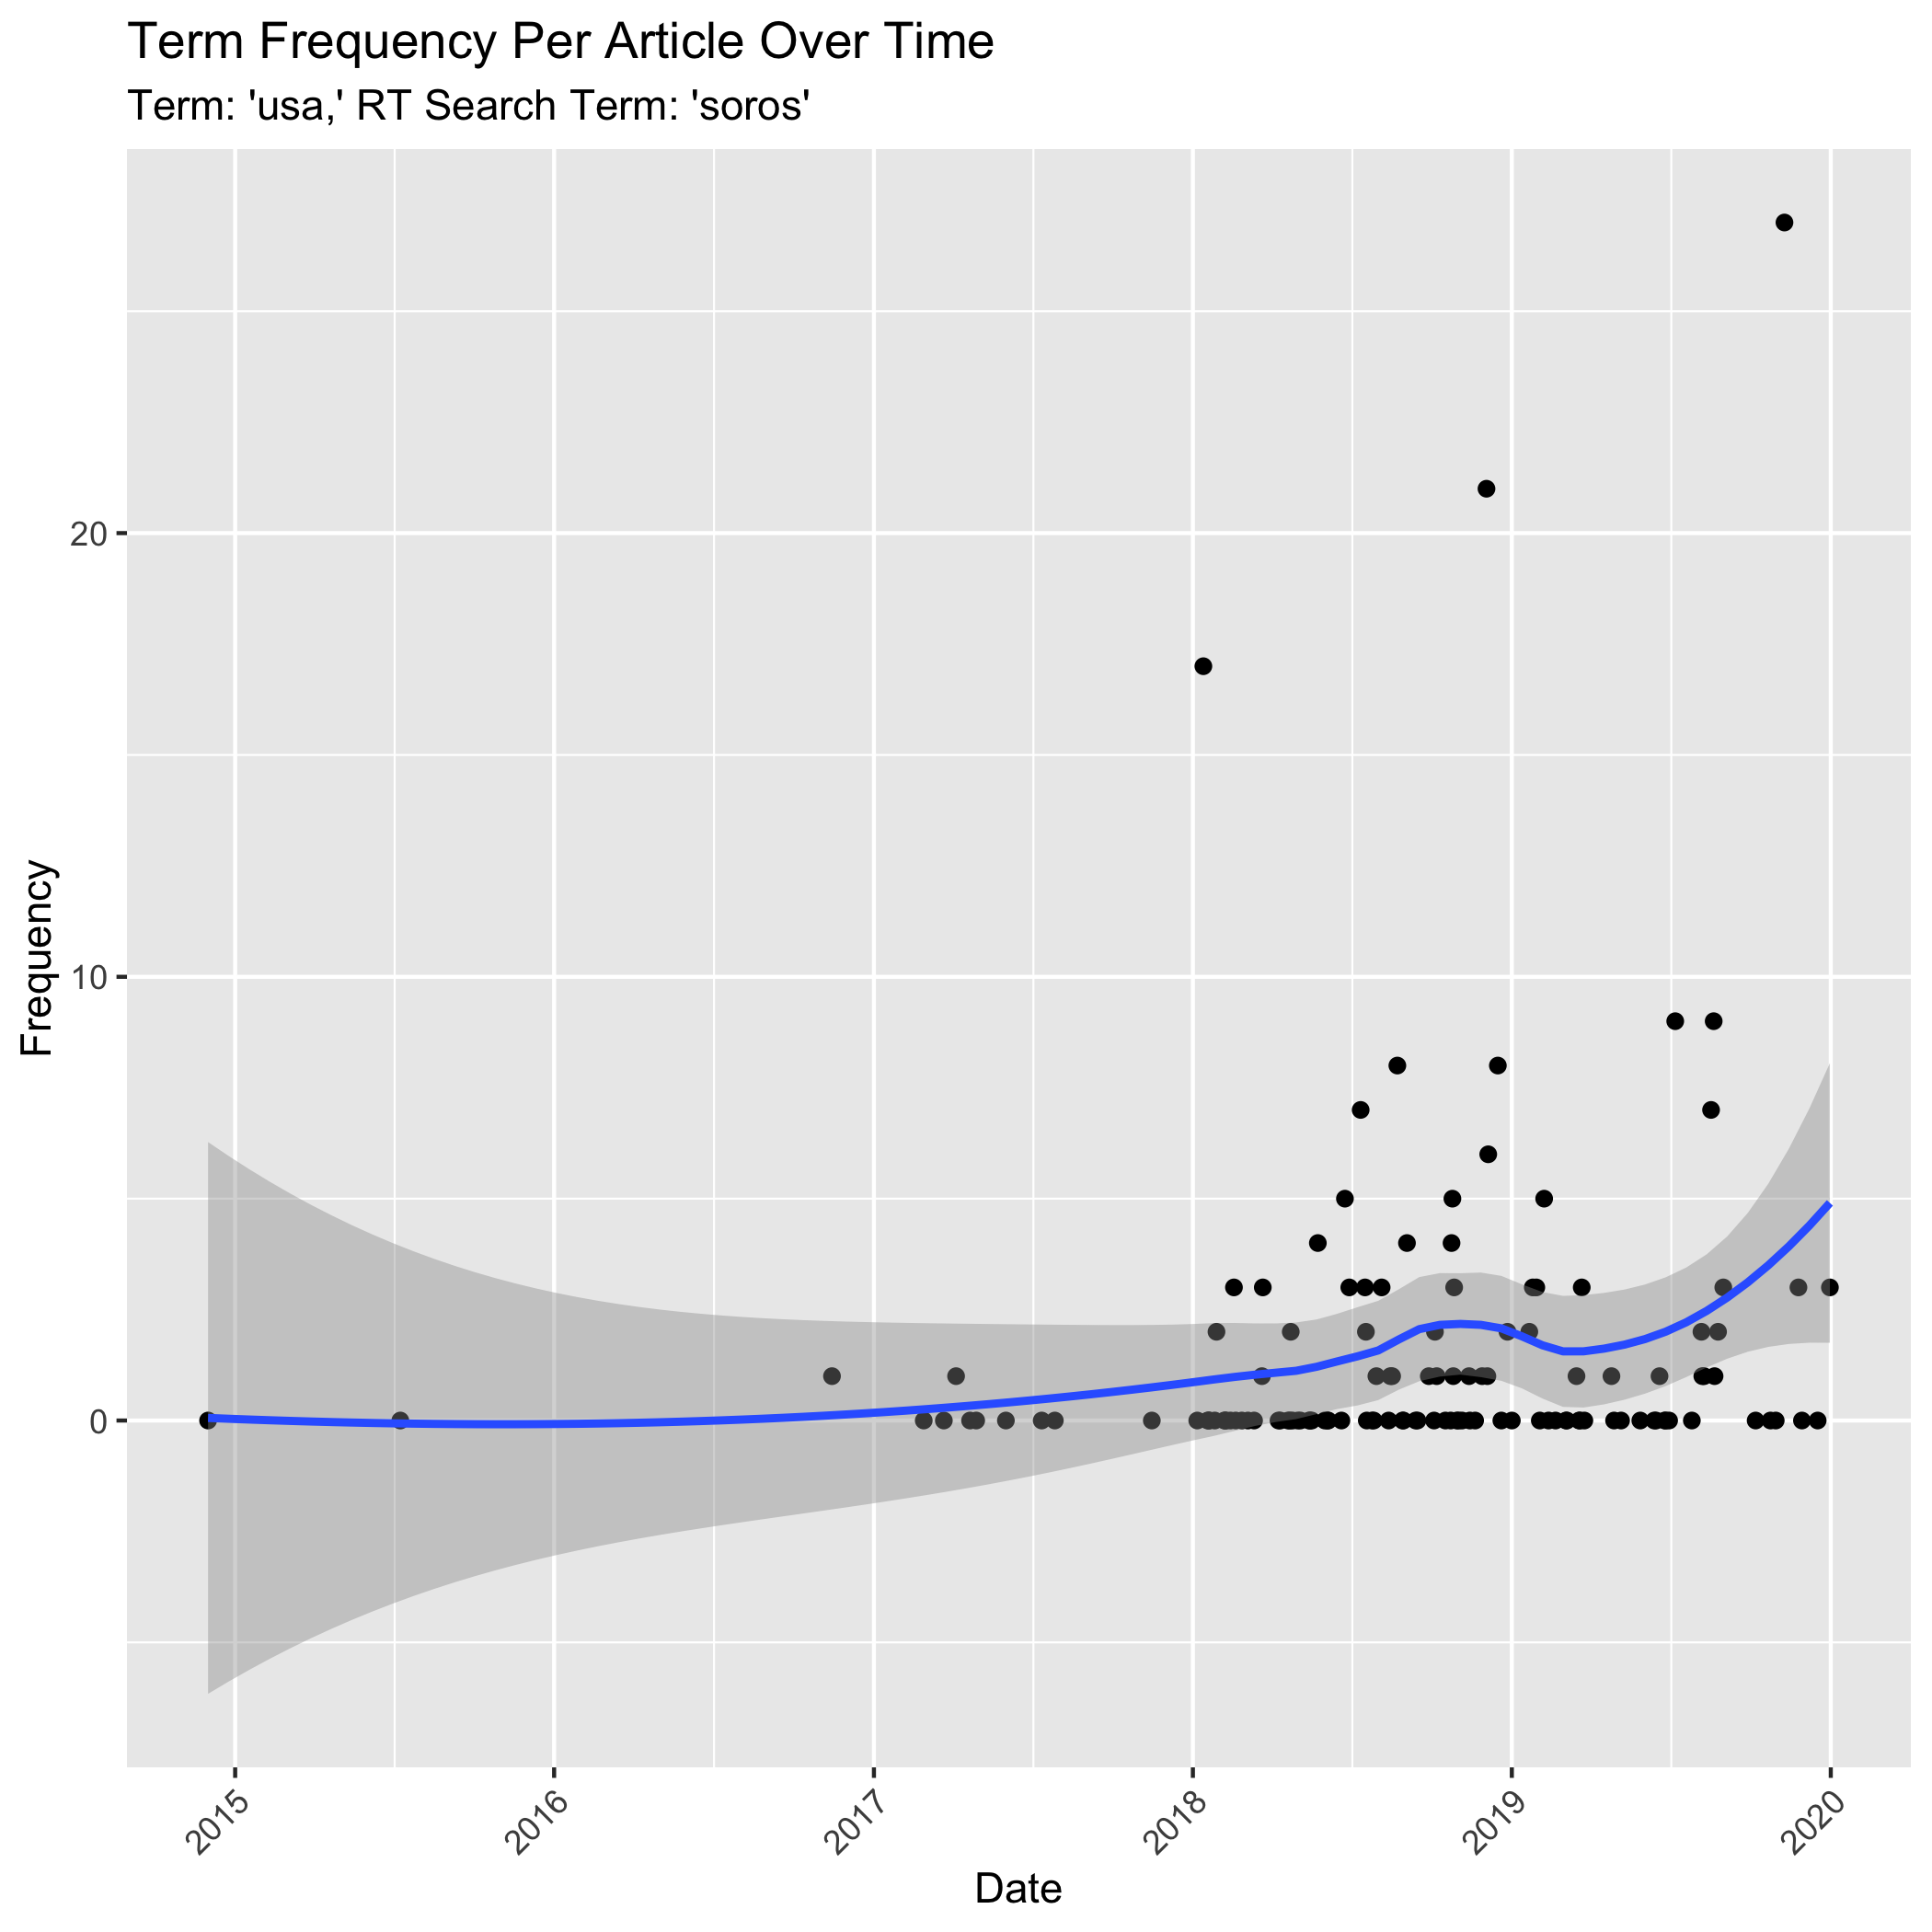 Term Frequency Per Article Over Time
Term: 'usa,' RT Search Term: 'soros'
Frequency
20
10
0
2015
2016
2017
2018
2019
2020
Date